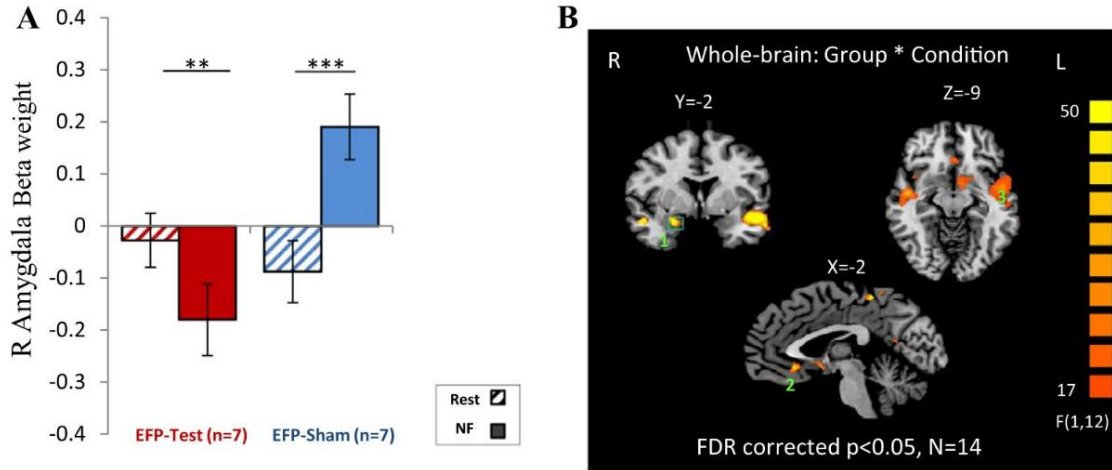 A
R Amygdala Beta weight
0.4
0.3
0.2
0.1
0
-0.1
-0.2
-0.3
-0.4
**
***
EFP-Test (n=7)
EFP-Sham (n=7)
Rest
NF
B
Whole-brain: Group * Condition
R
L
Y=-2
Z=-9
X=-2
1
2
3
50
17
F(1,12)
FDR corrected p<0.05, N=14